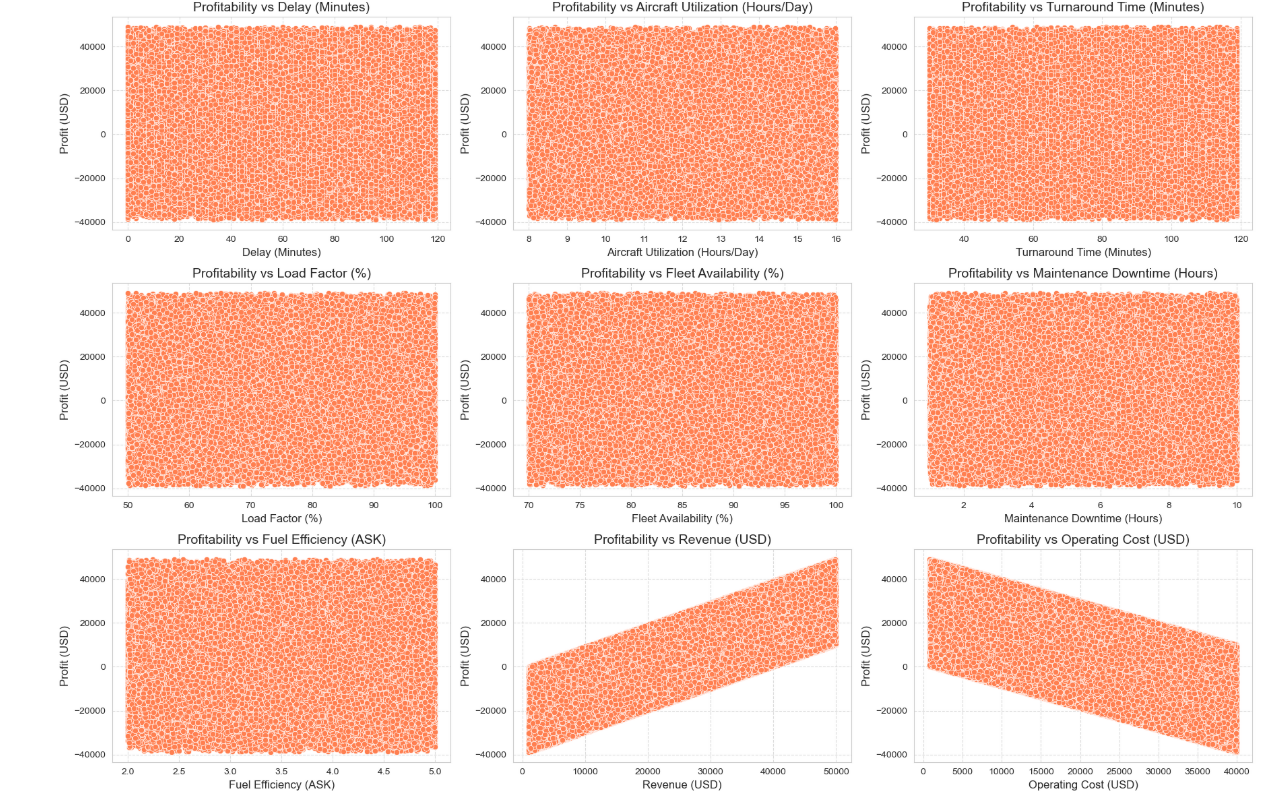 Profitability vs Delay (Minutes)
Profit (USD)
40000
20000
0
−20000
−40000
0 20 40 60 80 100 120
Delay (Minutes)
Profitability vs Aircraft Utilization (Hours/Day)
Profit (USD)
40000
20000
0
−20000
−40000
8 9 10 11 12 13 14 15 16
Aircraft Utilization (Hours/Day)
Profitability vs Turnaround Time (Minutes)
Profit (USD)
40000
20000
0
−20000
−40000
40 60 80 100 120
Turnaround Time (Minutes)
Profitability vs Load Factor (%)
Profit (USD)
40000
20000
0
−20000
−40000
50 60 70 80 90 100
Load Factor (%)
Profitability vs Fleet Availability (%)
Profit (USD)
40000
20000
0
−20000
−40000
70 75 80 85 90 95 100
Fleet Availability (%)
Profitability vs Maintenance Downtime (Hours)
Profit (USD)
40000
20000
0
−20000
−40000
2 4 6 8 10
Maintenance Downtime (Hours)
Profitability vs Fuel Efficiency (ASK)
Profit (USD)
40000
20000
0
−20000
−40000
2.0 2.5 3.0 3.5 4.0 4.5 5.0
Fuel Efficiency (ASK)
Profitability vs Revenue (USD)
Profit (USD)
40000
20000
0
−20000
−40000
0 10000 20000 30000 40000 50000
Revenue (USD)
Profitability vs Operating Cost (USD)
Profit (USD)
40000
20000
0
−20000
−40000
0 5000 10000 15000 20000 25000 30000 35000 40000
Operating Cost (USD)